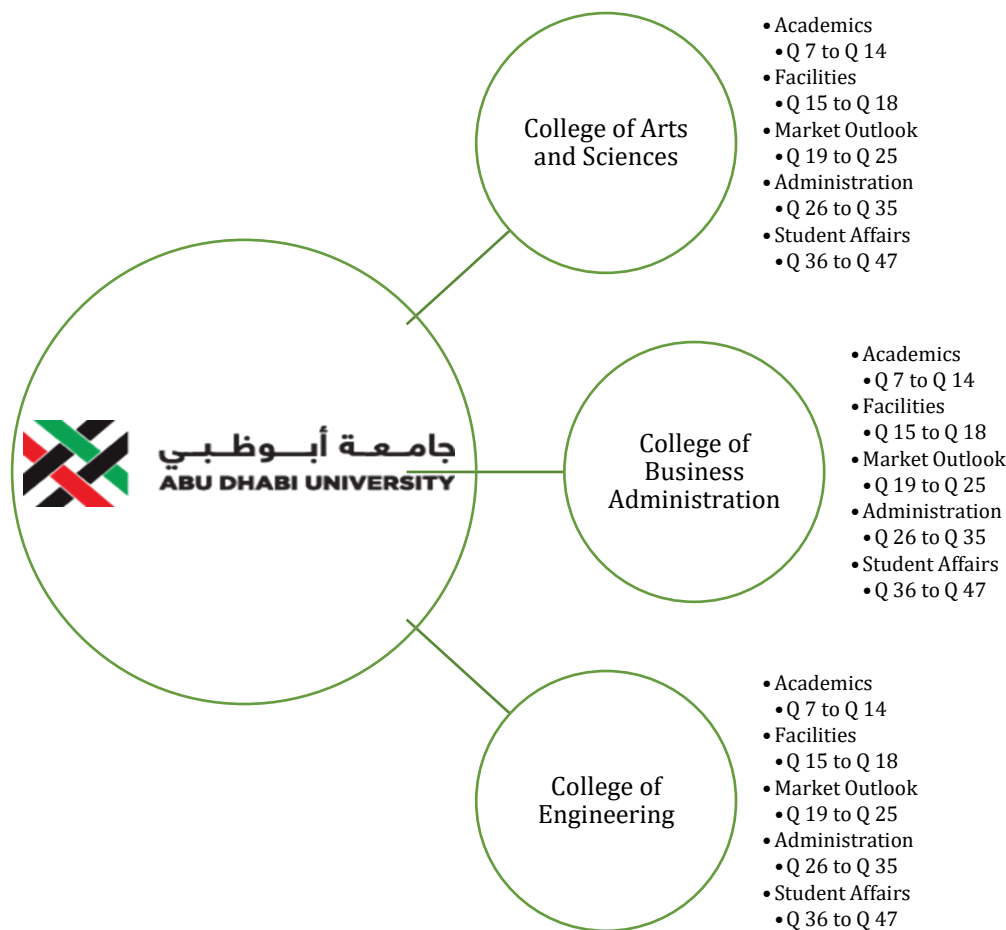 جامعة أبوظبي
ABU DHABI UNIVERSITY
College of Arts
and Sciences
• Academics
• Q 7 to Q 14
• Facilities
• Q 15 to Q 18
• Market Outlook
• Q 19 to Q 25
• Administration
• Q 26 to Q 35
• Student Affairs
• Q 36 to Q 47
College of
Business
Administration
• Academics
• Q 7 to Q 14
• Facilities
• Q 15 to Q 18
• Market Outlook
• Q 19 to Q 25
• Administration
• Q 26 to Q 35
• Student Affairs
• Q 36 to Q 47
College of
Engineering
• Academics
• Q 7 to Q 14
• Facilities
• Q 15 to Q 18
• Market Outlook
• Q 19 to Q 25
• Administration
• Q 26 to Q 35
• Student Affairs
• Q 36 to Q 47